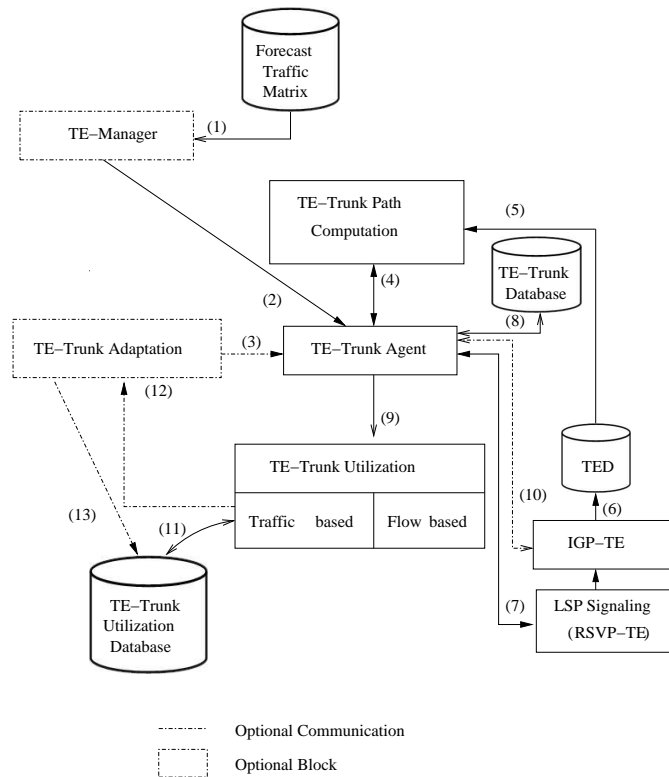 Forecast
Traffic
Matrix
(1)
TE−Manager
TE−Trunk Path
Computation
(5)
(4)
TE−Trunk
Database
(2)
(8)
TE−Trunk Adaptation
(3)
TE−Trunk Agent
(12)
(9)
TE−Trunk Utilization
TED
(10)
(6)
(13)
(11)
Traffic based
Flow based
IGP−TE
TE−Trunk
Utilization
Database
(7)
LSP Signaling
(RSVP−TE)
Optional Communication
Optional Block